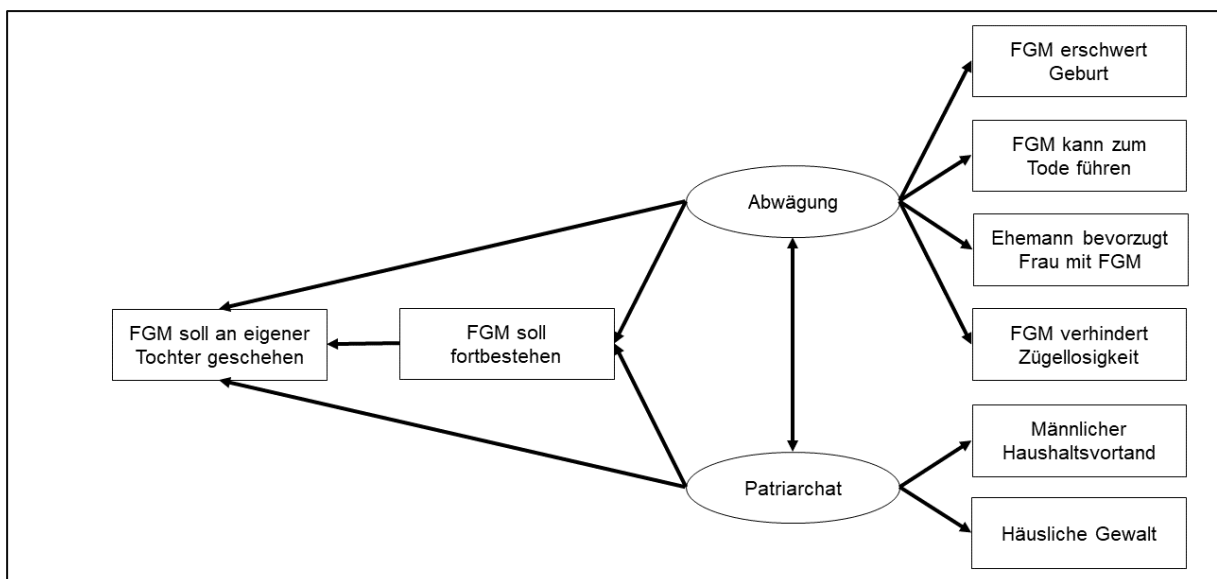 FGM erschwert
Geburt
FGM kann zum
Tode führen
Abwägung
Ehemann bevorzugt
Frau mit FGM
FGM soll an eigener
Tochter geschehen
FGM soll
fortbestehen
FGM verhindert
Zügellosigkeit
Männlicher
Haushaltsvortand
Patriarchat
Häusliche Gewalt